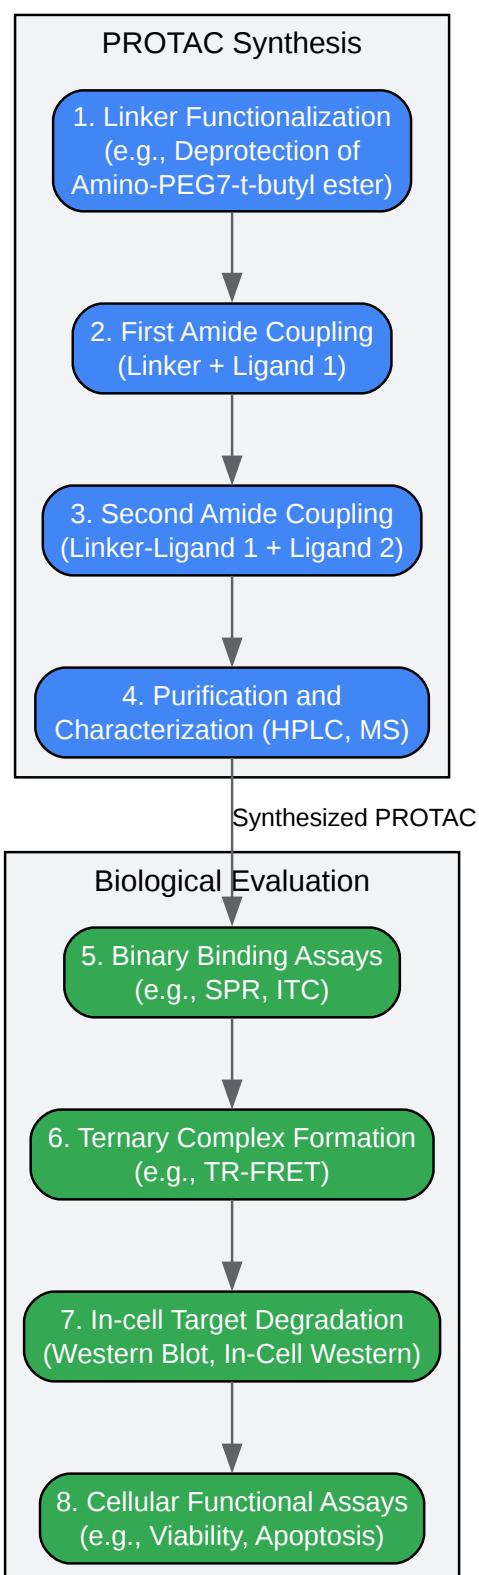 PROTAC Synthesis
1. Linker Functionalization
(e.g., Deprotection of
Amino-PEG7-t-butyl ester)
2. First Amide Coupling
(Linker + Ligand 1)
3. Second Amide Coupling
(Linker-Ligand 1 + Ligand 2)
4. Purification and
Characterization (HPLC, MS)
Synthesized PROTAC
Biological Evaluation
5. Binary Binding Assays
(e.g., SPR, ITC)
6. Ternary Complex Formation
(e.g., TR-FRET)
7. In-cell Target Degradation
(Western Blot, In-Cell Western)
8. Cellular Functional Assays
(e.g., Viability, Apoptosis)